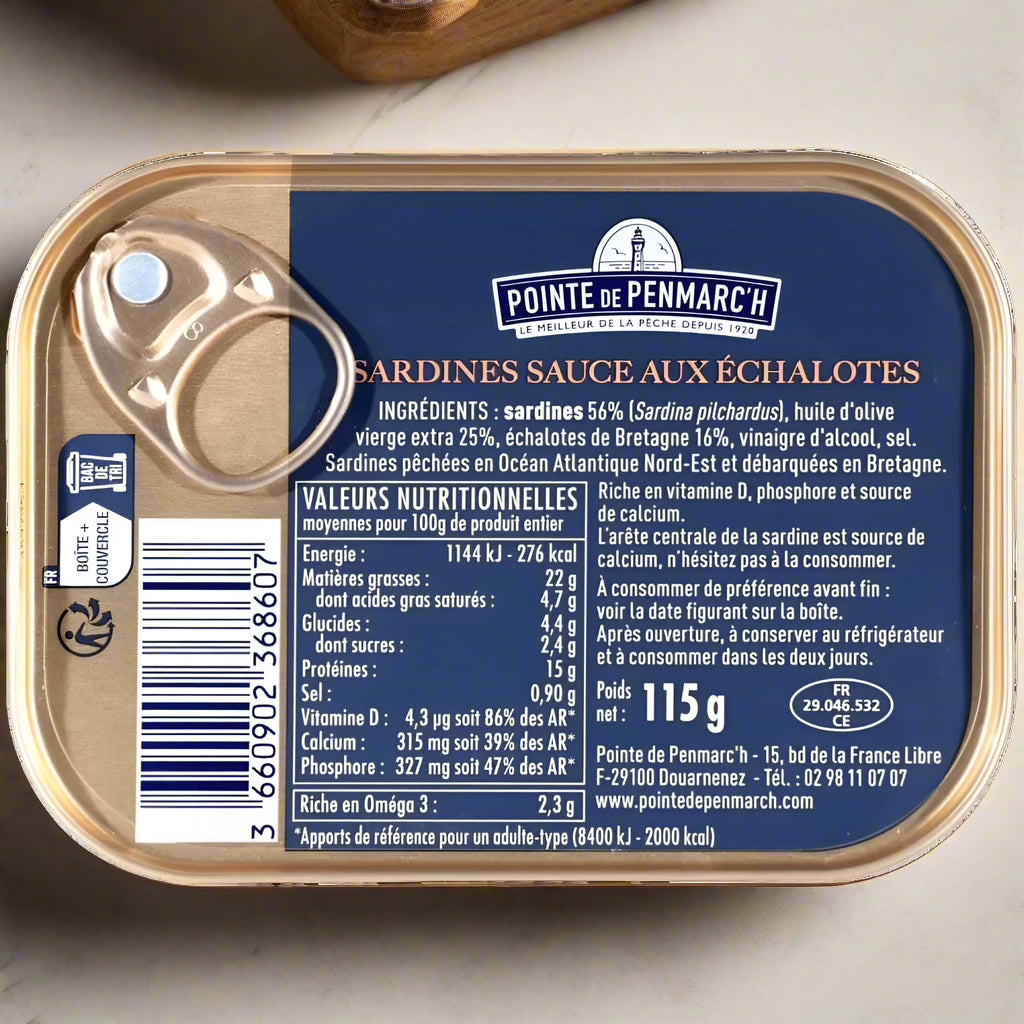 POINTE DE PENMARC'H
LE MEILLEUR DE LA PÊCHE DEPUIS 1920
SARDINES SAUCE AUX ÉCHALOTES
INGRÉDIENTS : sardines 56% (Sardina pilchardus), huile d'olive
vierge extra 25%, échalotes de Bretagne 16%, vinaigre d'alcool, sel.
Sardines pêchées en Océan Atlantique Nord-Est et débarquées en Bretagne.
VALEURS NUTRITIONNELLES
moyennes pour 100g de produit entier
Energie : 1144 kJ - 276 kcal
Matières grasses : 22 g
dont acides gras saturés : 4,7 g
Glucides : 4,4 g
dont sucres : 2,4 g
Protéines : 15 g
Sel : 0,90 g
Vitamine D : 4,3 µg soit 86% des AR*
Calcium : 315 mg soit 39% des AR*
Phosphore : 327 mg soit 47% des AR*
Riche en Oméga 3 : 2,3 g
*Apports de référence pour un adulte-type (8400 kJ - 2000 kcal)
Riche en vitamine D, phosphore et source
de calcium.
L'arête centrale de la sardine est source de
calcium, n'hésitez pas à la consommer.
À consommer de préférence avant fin :
voir la date figurant sur la boîte.
Après ouverture, à conserver au réfrigérateur
et à consommer dans les deux jours.
Poids
net : 115 g
FR
29.046.532
CE
Pointe de Penmarc'h - 15, bd de la France Libre
F-29100 Douarnenez - Tél. : 02 98 11 07 07
www.pointedepenmarch.com
8
BAC
DE
TRI
BOÎTE +
COUVERCLE
FR
3 660902 368607